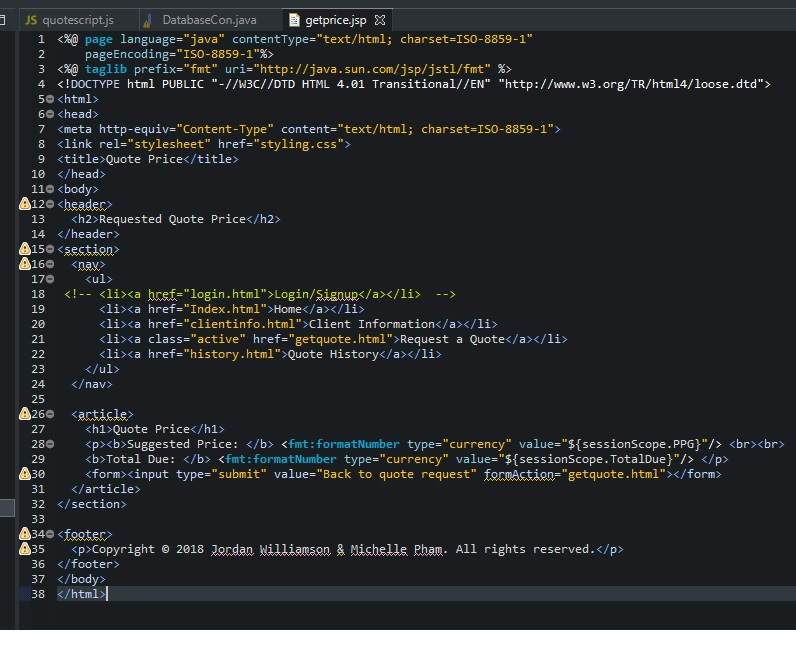 quotescript.js DatabaseCon.java getprice.jsp
1 <%@ page language="java" contentType="text/html; charset=ISO-8859-1"
2 pageEncoding="ISO-8859-1"%>
3 <%@ taglib prefix="fmt" uri="http://java.sun.com/jsp/jstl/fmt" %>
4 <!DOCTYPE html PUBLIC "-//W3C//DTD HTML 4.01 Transitional//EN" "http://www.w3.org/TR/html4/loose.dtd">
5 <html>
6 <head>
7 <meta http-equiv="Content-Type" content="text/html; charset=ISO-8859-1">
8 <link rel="stylesheet" href="styling.css">
9 <title>Quote Price</title>
10 </head>
11 <body>
12 <header>
13 <h2>Requested Quote Price</h2>
14 </header>
15 <section>
16 <nav>
17 <ul>
18 <!-- <li><a href="login.html">Login/Signup</a></li> -->
19 <li><a href="Index.html">Home</a></li>
20 <li><a href="clientinfo.html">Client Information</a></li>
21 <li><a class="active" href="getquote.html">Request a Quote</a></li>
22 <li><a href="history.html">Quote History</a></li>
23 </ul>
24 </nav>
25
26 <article>
27 <h1>Quote Price</h1>
28 <p><b>Suggested Price: </b> <fmt:formatNumber type="currency" value="${sessionScope.PPG}"/> <br><br>
29 <b>Total Due: </b> <fmt:formatNumber type="currency" value="${sessionScope.TotalDue}"/> </p>
30 <form><input type="submit" value="Back to quote request" formAction="getquote.html"></form>
31 </article>
32 </section>
33
34 <footer>
35 <p>Copyright © 2018 Jordan Williamson & Michelle Pham. All rights reserved.</p>
36 </footer>
37 </body>
38 </html>